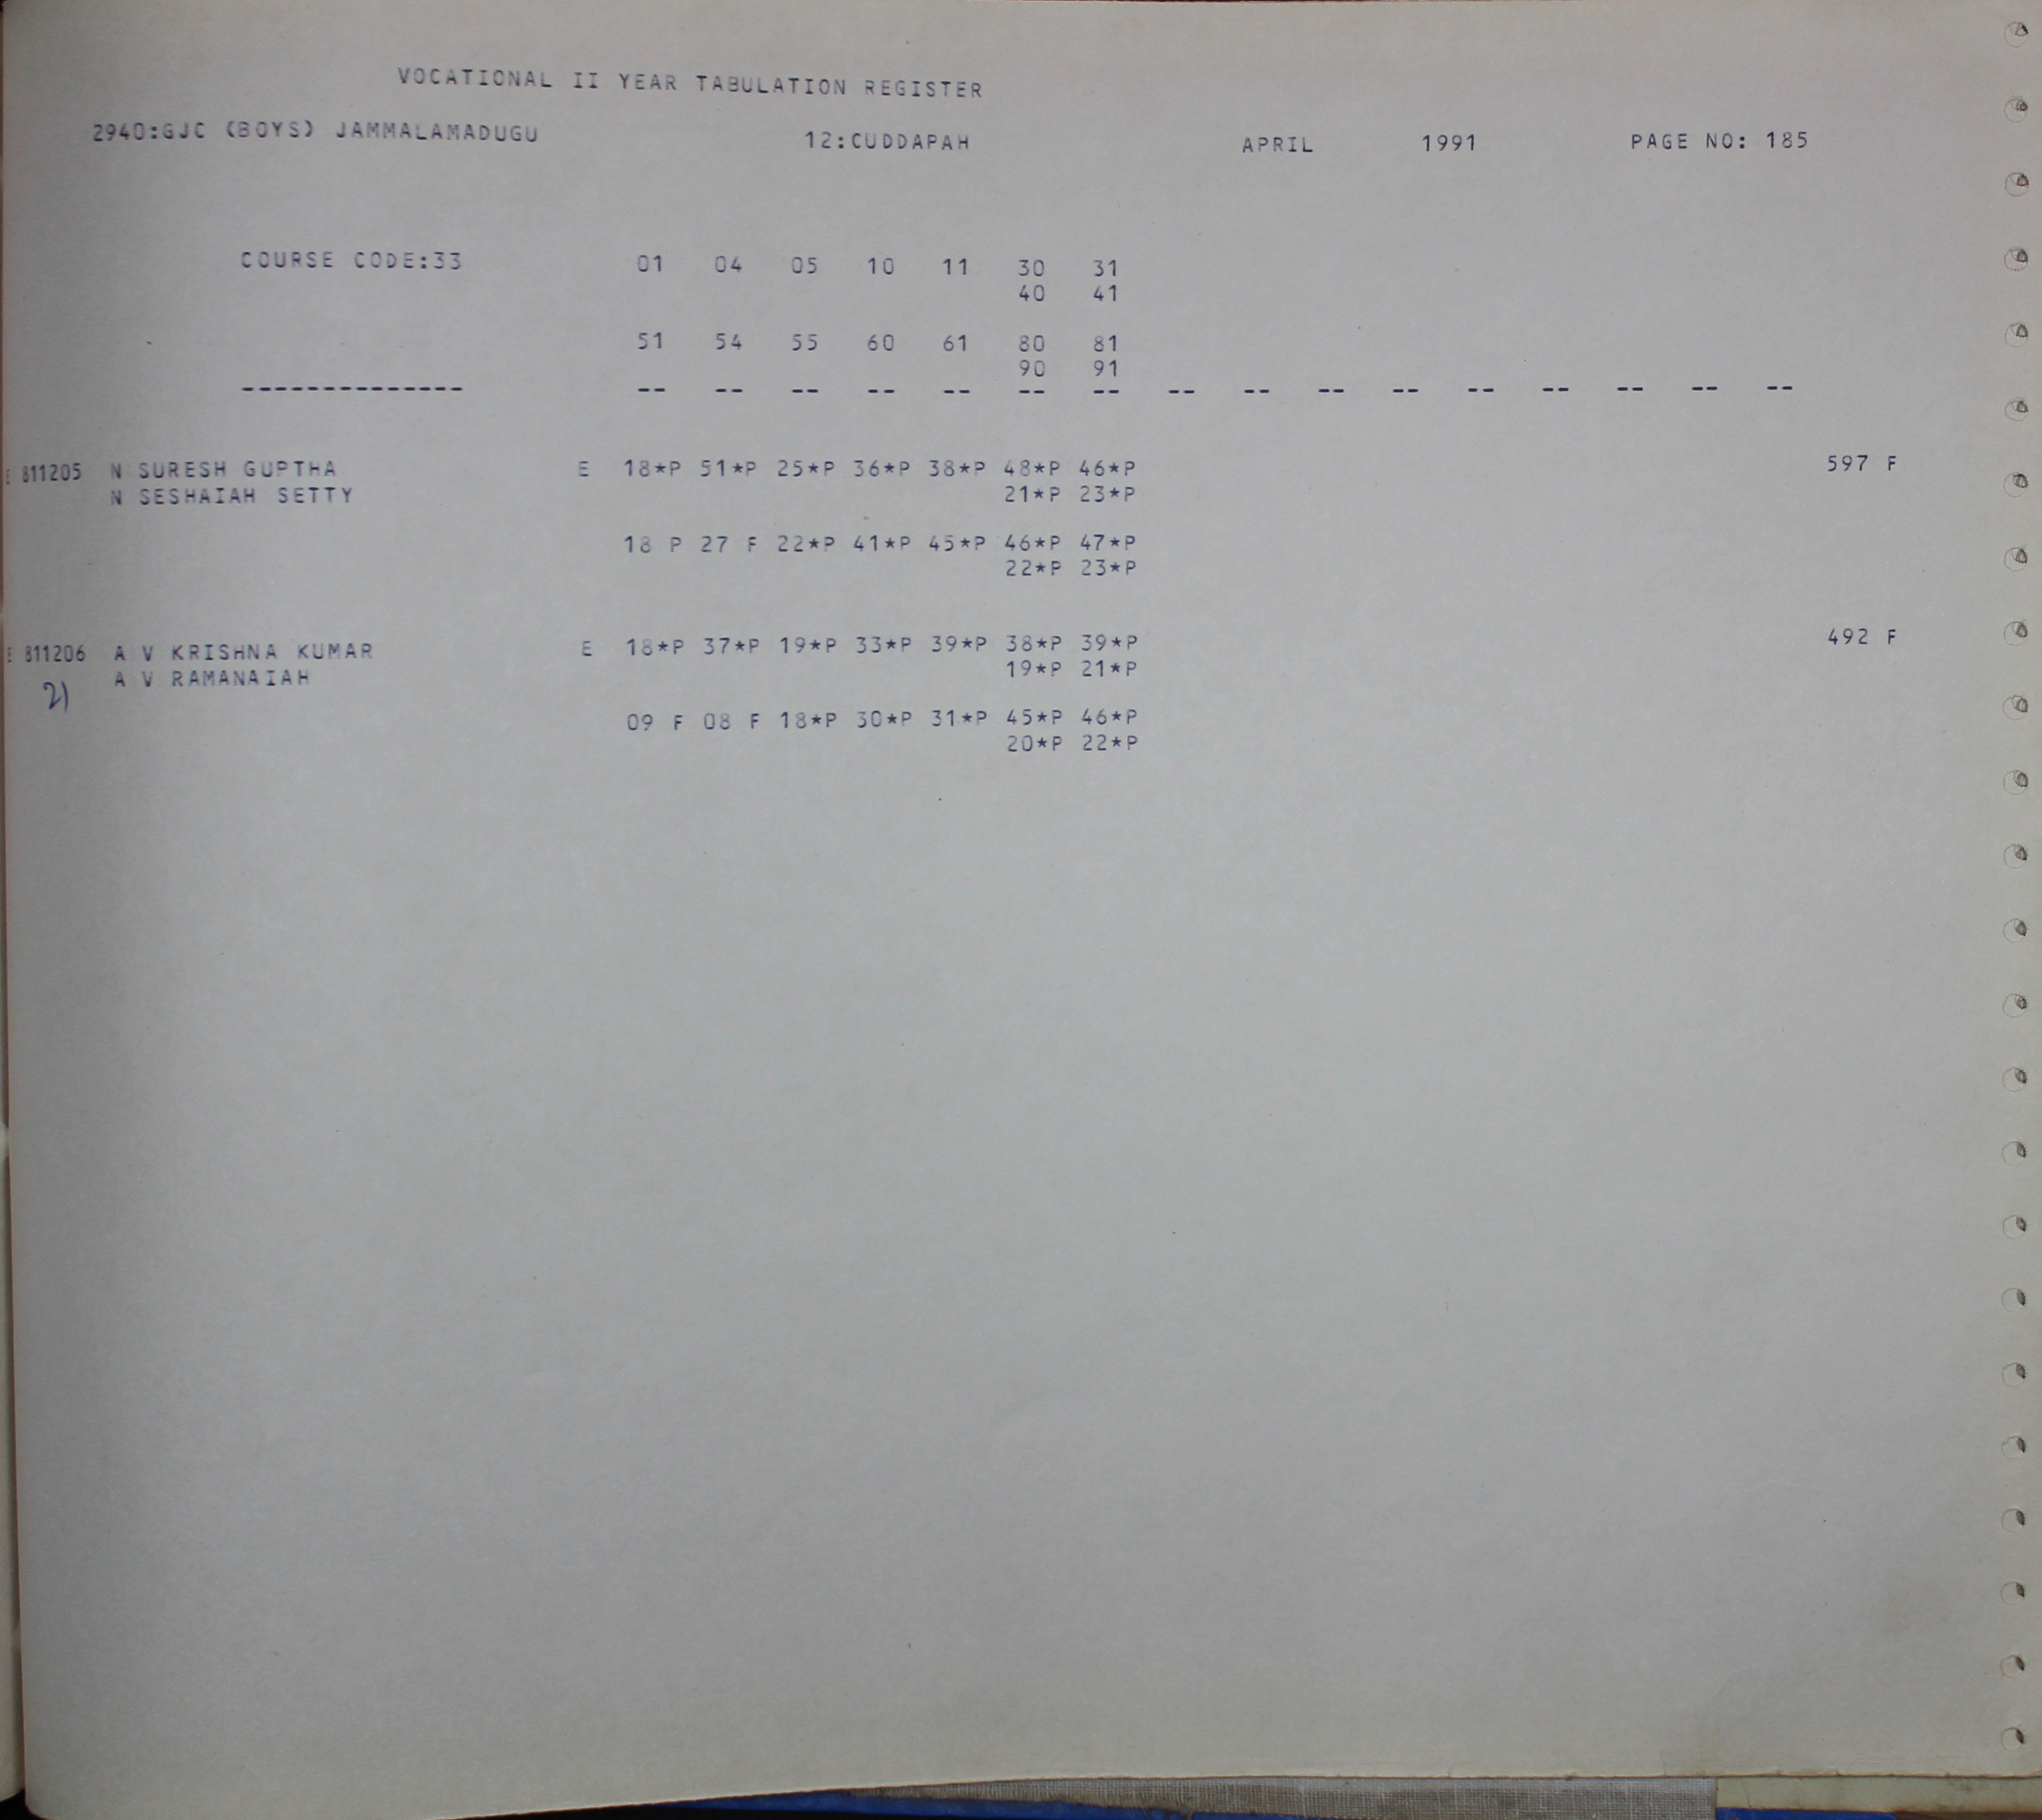 VOCATIONAL II YEAR TABULATION REGISTER
2940:GJC (BOYS) JAMMALAMADUGU 12:CUDDAPAH APRIL 1991 PAGE NO: 185
COURSE CODE:33 01 04 05 10 11 30 31
40 41
51 54 55 60 61 80 81
90 91
-------------- -- -- -- -- -- -- -- -- -- -- -- -- -- -- -- --
E 811205 N SURESH GUPTHA E 18*P 51*P 25*P 36*P 38*P 48*P 46*P 597 F
N SESHAIAH SETTY 21*P 23*P
18 P 27 F 22*P 41*P 45*P 46*P 47*P
22*P 23*P
E 811206 A V KRISHNA KUMAR E 18*P 37*P 19*P 33*P 39*P 38*P 39*P 492 F
A V RAMANAIAH 19*P 21*P
2)
09 F 08 F 18*P 30*P 31*P 45*P 46*P
20*P 22*P